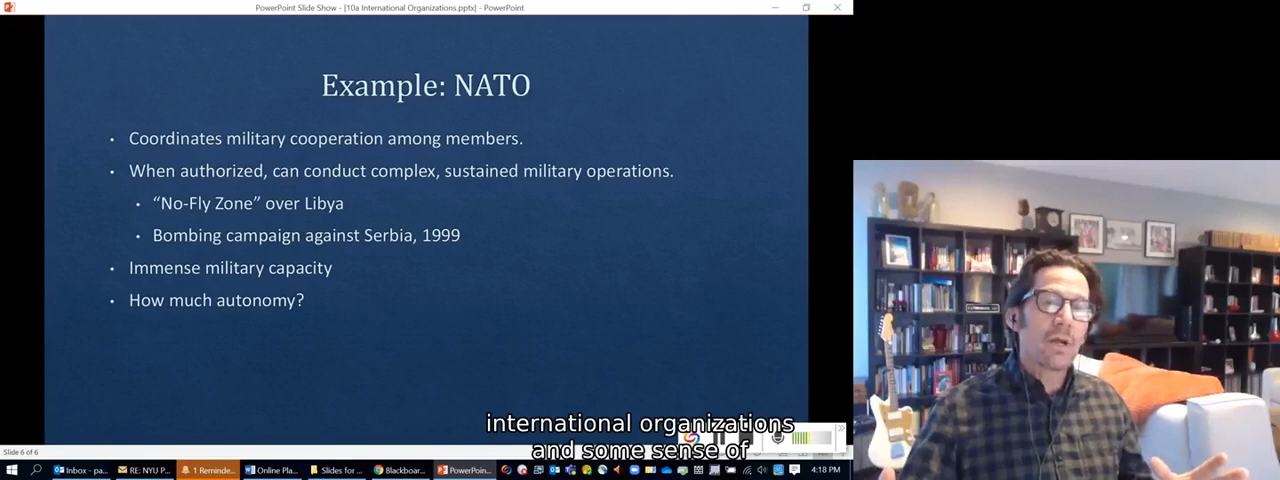 PowerPoint Slide Show - [10a International Organizations.pptx] - PowerPoint
Example: NATO
• Coordinates military cooperation among members.
• When authorized, can conduct complex, sustained military operations.
• “No-Fly Zone” over Libya
• Bombing campaign against Serbia, 1999
• Immense military capacity
• How much autonomy?
international organizations
and some sense of
Slide 6 of 6
Inbox - pa...
RE: NYU P...
1 Reminde...
Online Pla...
Slides for ...
Blackboar...
PowerPoin...
4:18 PM